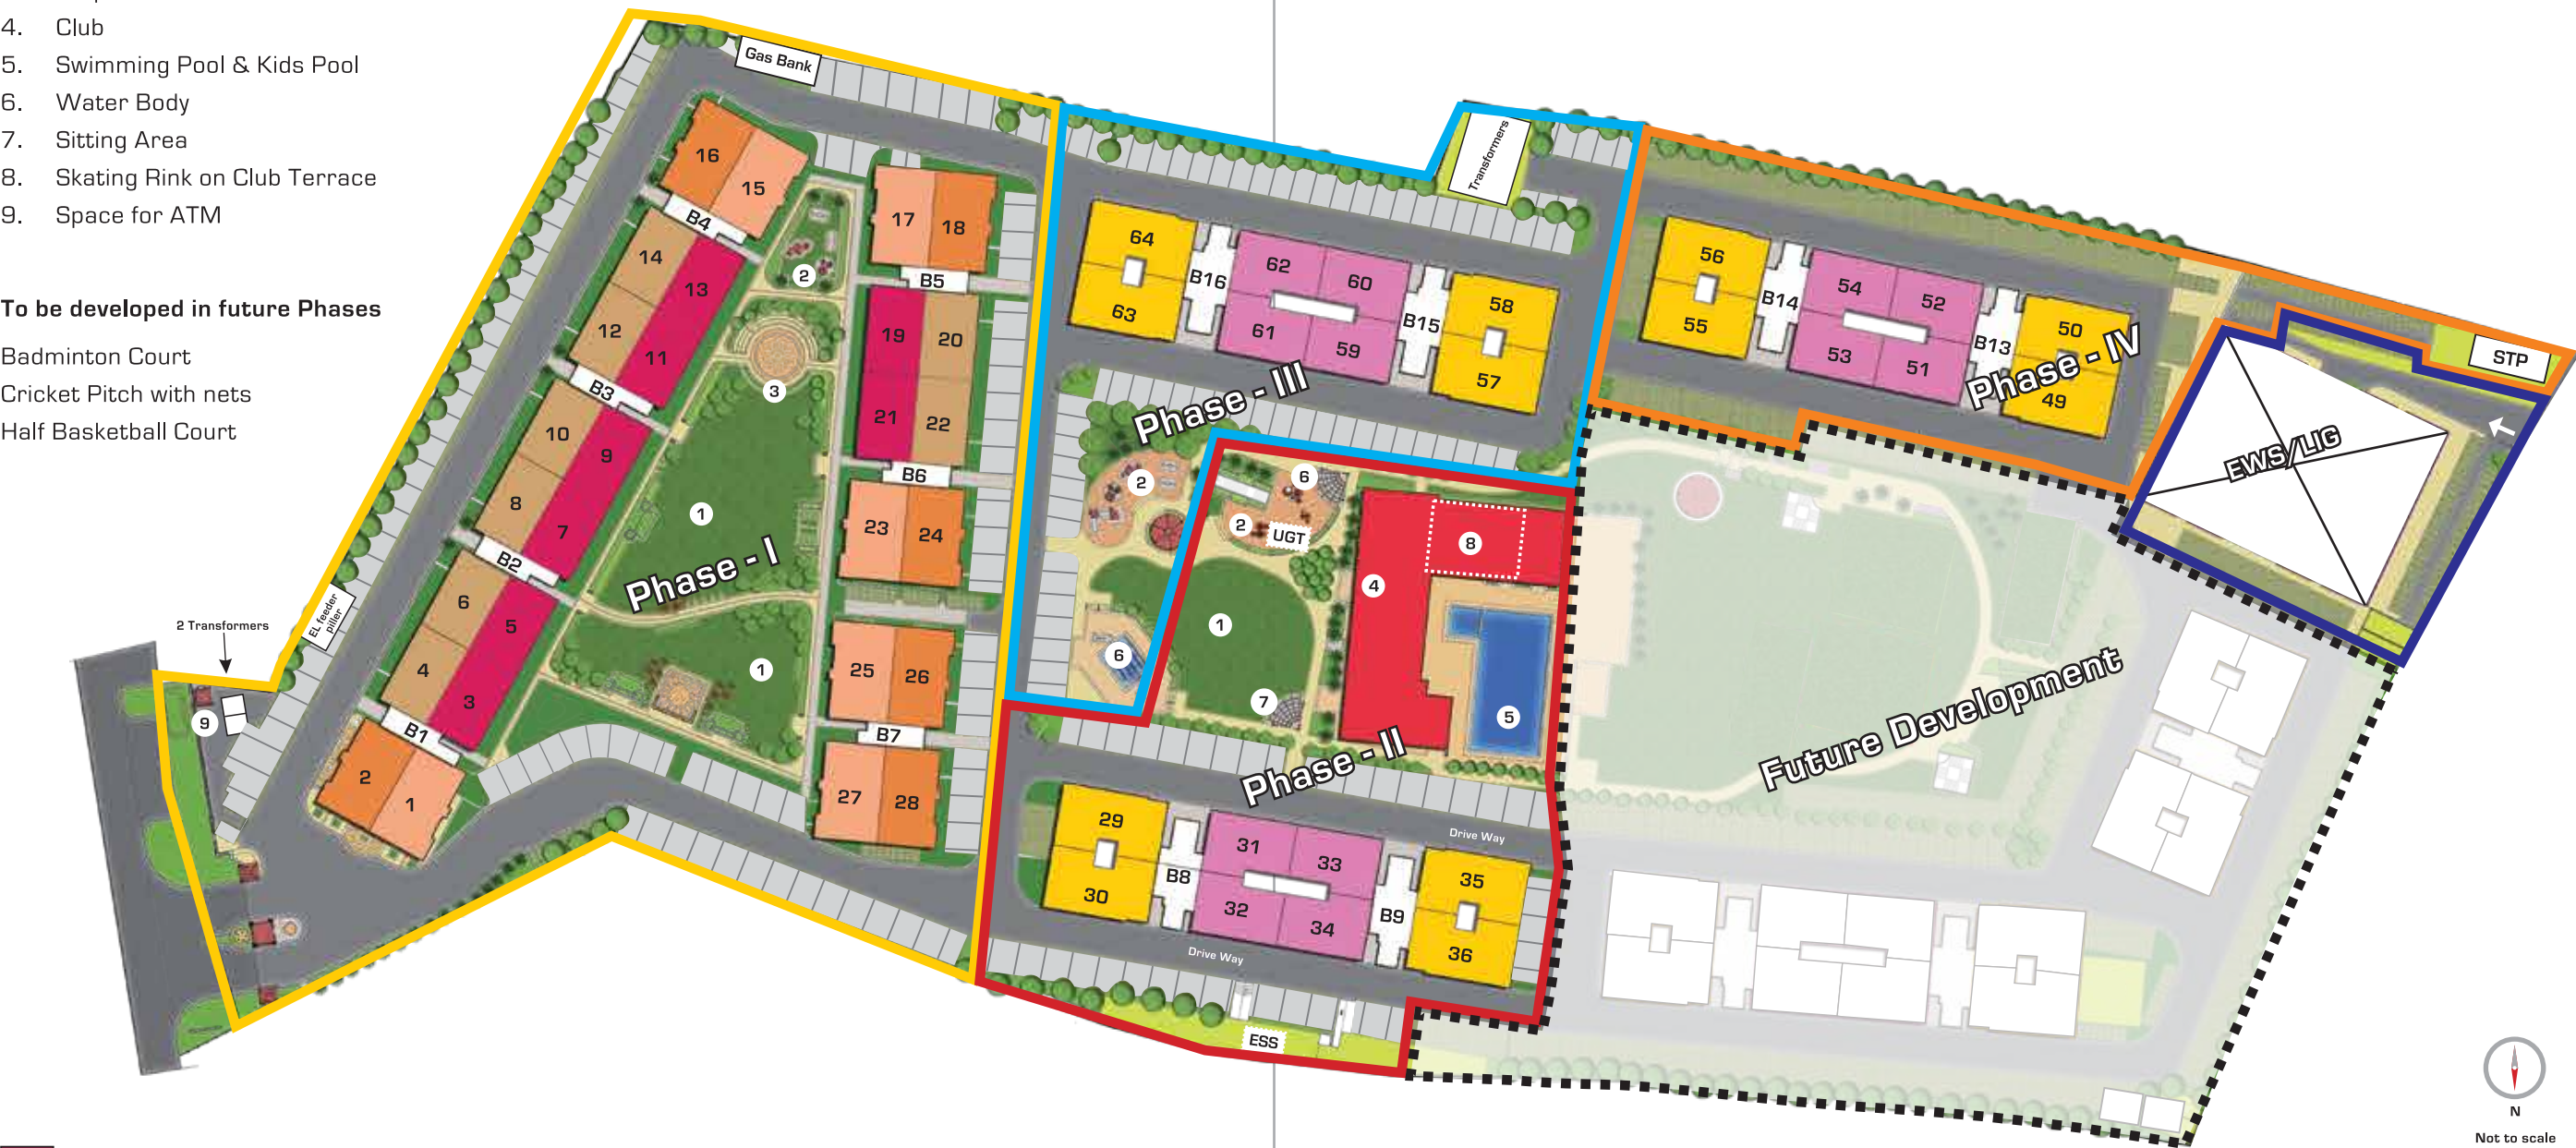 4. Club
5. Swimming Pool & Kids Pool
6. Water Body
7. Sitting Area
8. Skating Rink on Club Terrace
9. Space for ATM
To be developed in future Phases
Badminton Court
Cricket Pitch with nets
Half Basketball Court
Gas Bank
16
15
B4
14
13
12
11
B3
10
9
8
7
B2
6
5
4
3
B1
2
1
2 Transformers
9
EL feeder
piller
17
18
B5
19
20
21
22
B6
23
24
25
26
B7
27
28
2
3
1
Phase - I
1
Transformers
64
63
B16
62
60
61
59
B15
58
57
Phase - III
2
6
6
2
UGT
1
7
4
8
5
Phase - II
Drive Way
29
30
B8
31
33
32
34
B9
35
36
Drive Way
ESS
56
55
B14
54
52
53
51
B13
50
49
Phase - IV
STP
EWS/LIG
Future Development
N
Not to scale